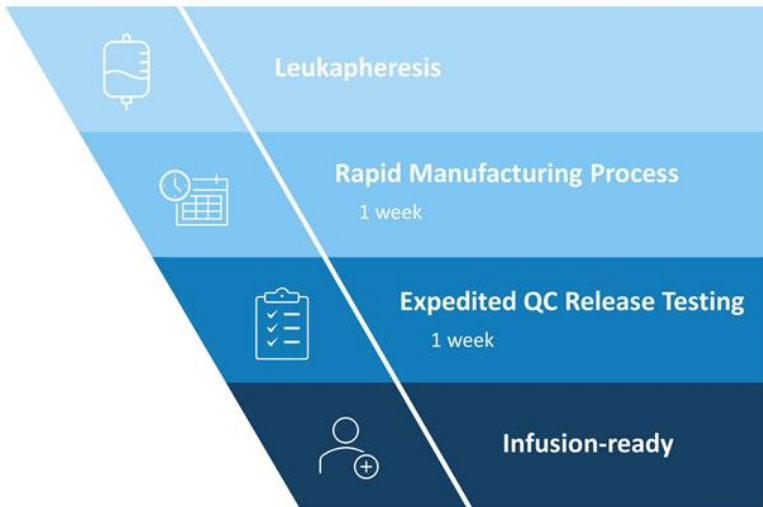 Leukapheresis
Rapid Manufacturing Process
1 week
Expedited QC Release Testing
1 week
Infusion-ready